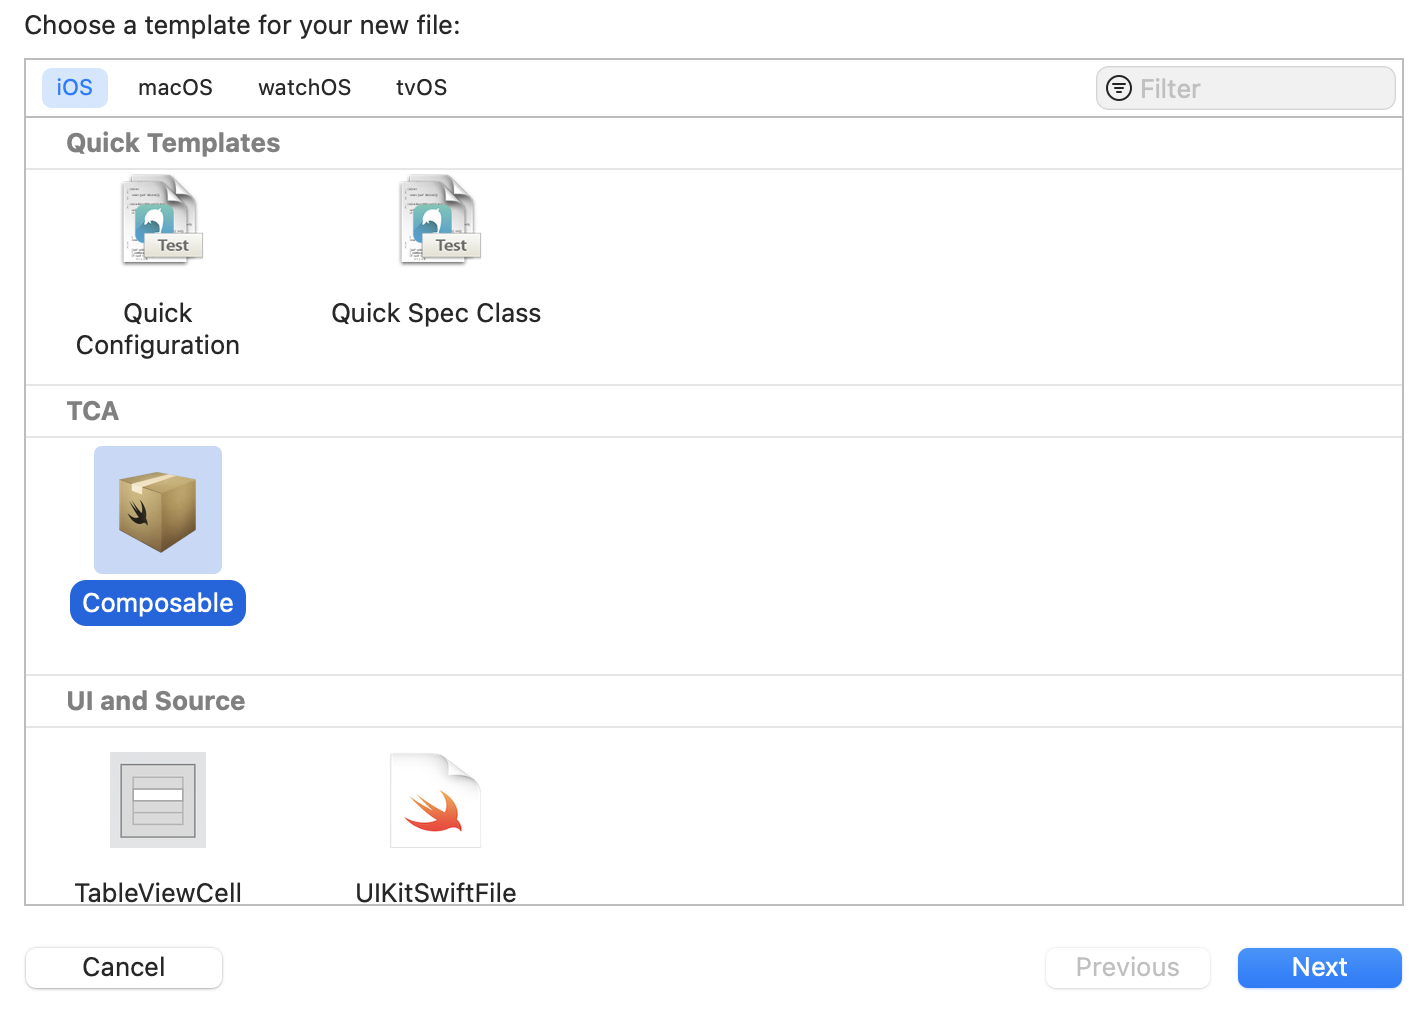 Choose a template for your new file:
iOS macOS watchOS tvOS Filter
Quick Templates
Test Test
Quick Configuration Quick Spec Class
TCA
Composable
UI and Source
TableViewCell UIKitSwiftFile
Cancel Previous Next